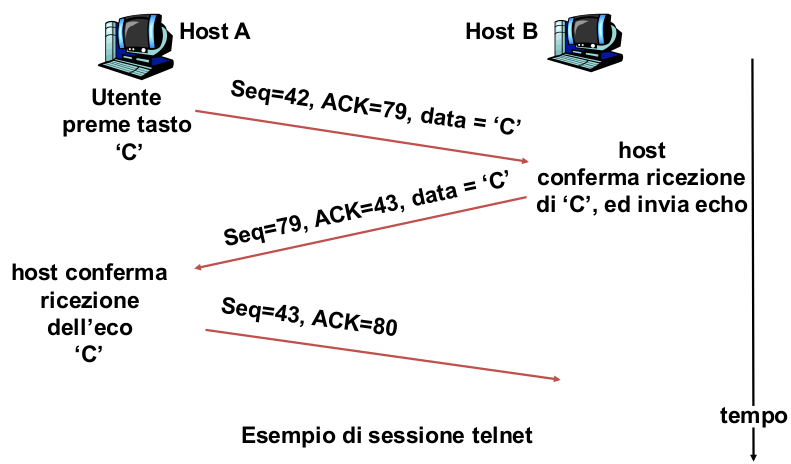 Host A
Host B
Utente
preme tasto
‘C’
Seq=42, ACK=79, data = ‘C’
host
conferma ricezione
di ‘C’, ed invia echo
Seq=79, ACK=43, data = ‘C’
host conferma
ricezione
dell’eco
‘C’
Seq=43, ACK=80
tempo
Esempio di sessione telnet